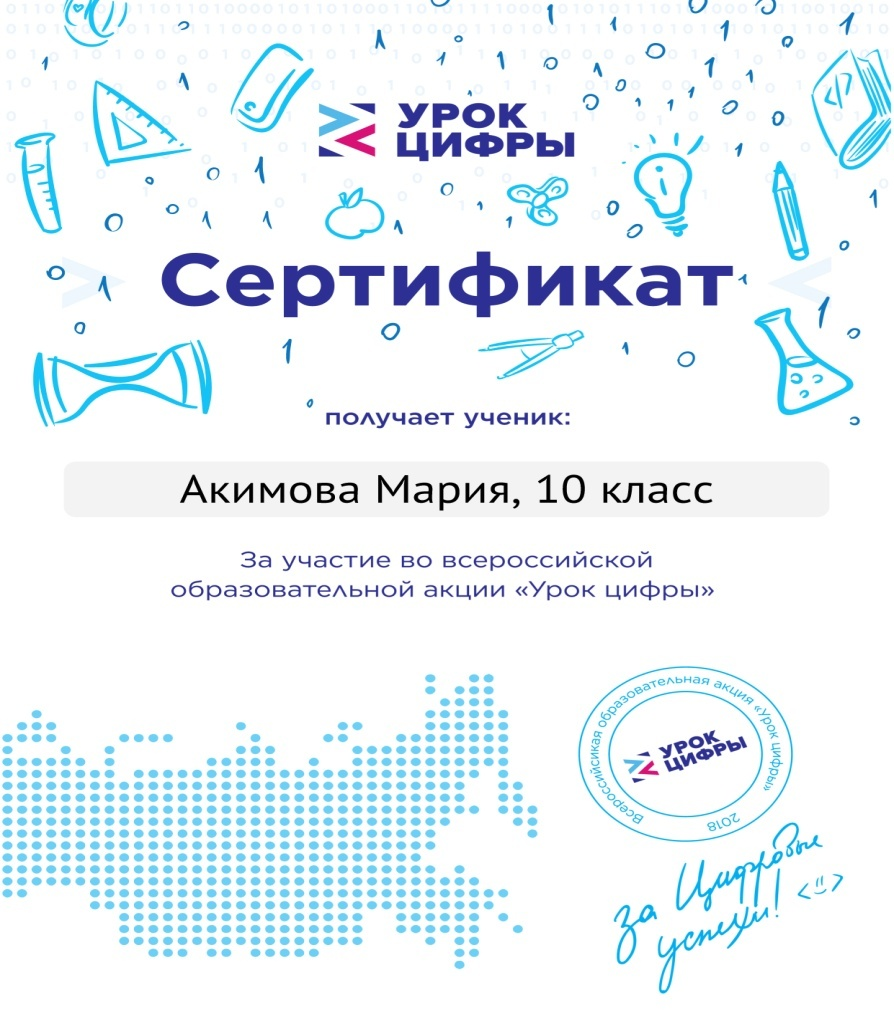 УРОК
ЦИФРЫ
Сертификат
получает ученик:
Акимова Мария, 10 класс
За участие во всероссийской
образовательной акции «Урок цифры»
Всероссийсикая образовательная акция «Урок цифры»
УРОК
ЦИФРЫ
2018
за Цифровые
успехи!